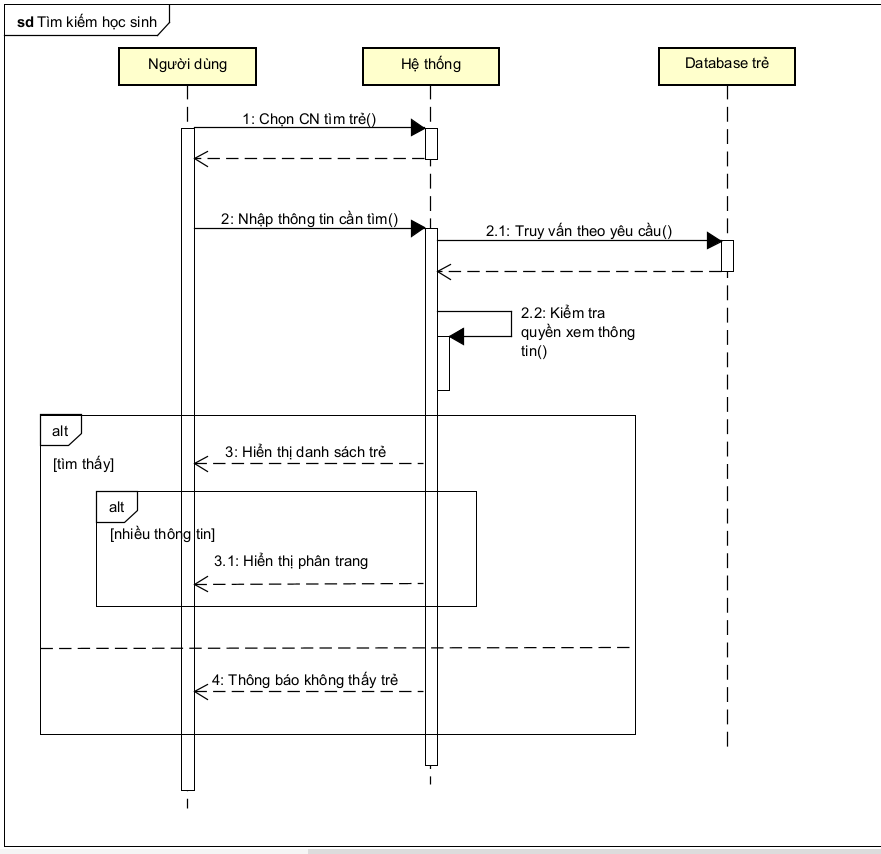 sd Tìm kiếm học sinh
Người dùng
Hệ thống
Database trẻ
1: Chọn CN tìm trẻ()
2: Nhập thông tin cần tìm()
2.1: Truy vấn theo yêu cầu()
2.2: Kiểm tra
quyền xem thông
tin()
alt
3: Hiển thị danh sách trẻ
[tìm thấy]
alt
[nhiều thông tin]
3.1: Hiển thị phân trang
4: Thông báo không thấy trẻ